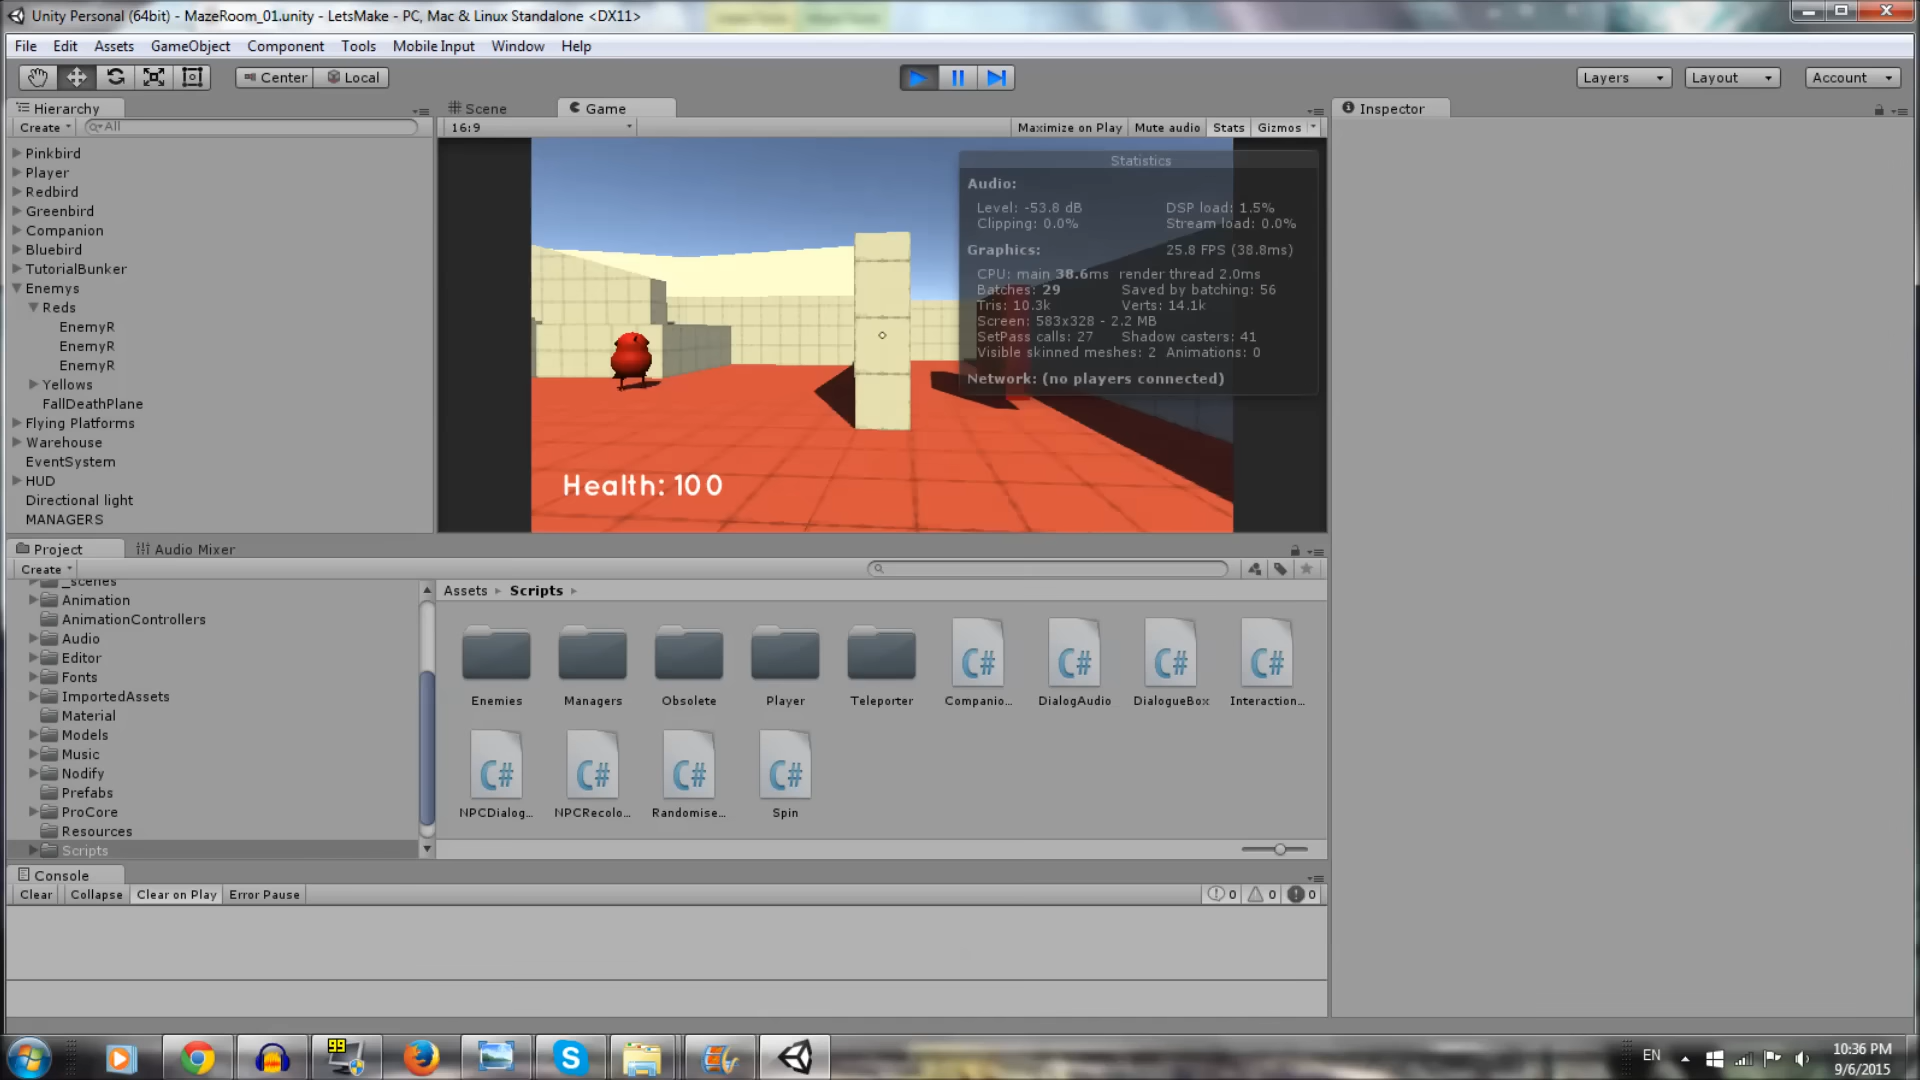 Unity Personal (64bit) - MazeRoom_01.unity - LetsMake - PC, Mac & Linux Standalone <DX11>
File Edit Assets GameObject Component Tools Mobile Input Window Help
Center Local Layers Layout Account
Hierarchy
Create All
Pinkbird
Player
Redbird
Greenbird
Companion
Bluebird
TutorialBunker
Enemys
Reds
EnemyR
EnemyR
EnemyR
Yellows
FallDeathPlane
Flying Platforms
Warehouse
EventSystem
HUD
Directional light
MANAGERS
Scene Game
16:9 Maximize on Play Mute audio Stats Gizmos
Statistics
Audio:
Level: -53.8 dB DSP load: 1.5%
Clipping: 0.0% Stream load: 0.0%
Graphics: 25.8 FPS (38.8ms)
CPU: main 38.6ms render thread 2.0ms
Batches: 29 Saved by batching: 56
Tris: 10.3k Verts: 14.1k
Screen: 583x328 - 2.2 MB
SetPass calls: 27 Shadow casters: 41
Visible skinned meshes: 2 Animations: 0
Network: (no players connected)
Health: 100
Inspector
Project Audio Mixer
Create
_scenes
Animation
AnimationControllers
Audio
Editor
Fonts
ImportedAssets
Material
Models
Music
Nodify
Prefabs
ProCore
Resources
Scripts
Assets Scripts
Enemies Managers Obsolete Player Teleporter Companio... DialogAudio DialogueBox Interaction...
NPCDialog... NPCRecolo... Randomise... Spin
C# C# C# C#
C# C# C# C#
Console
Clear Collapse Clear on Play Error Pause 0 0 0
99
EN
10:36 PM
9/6/2015